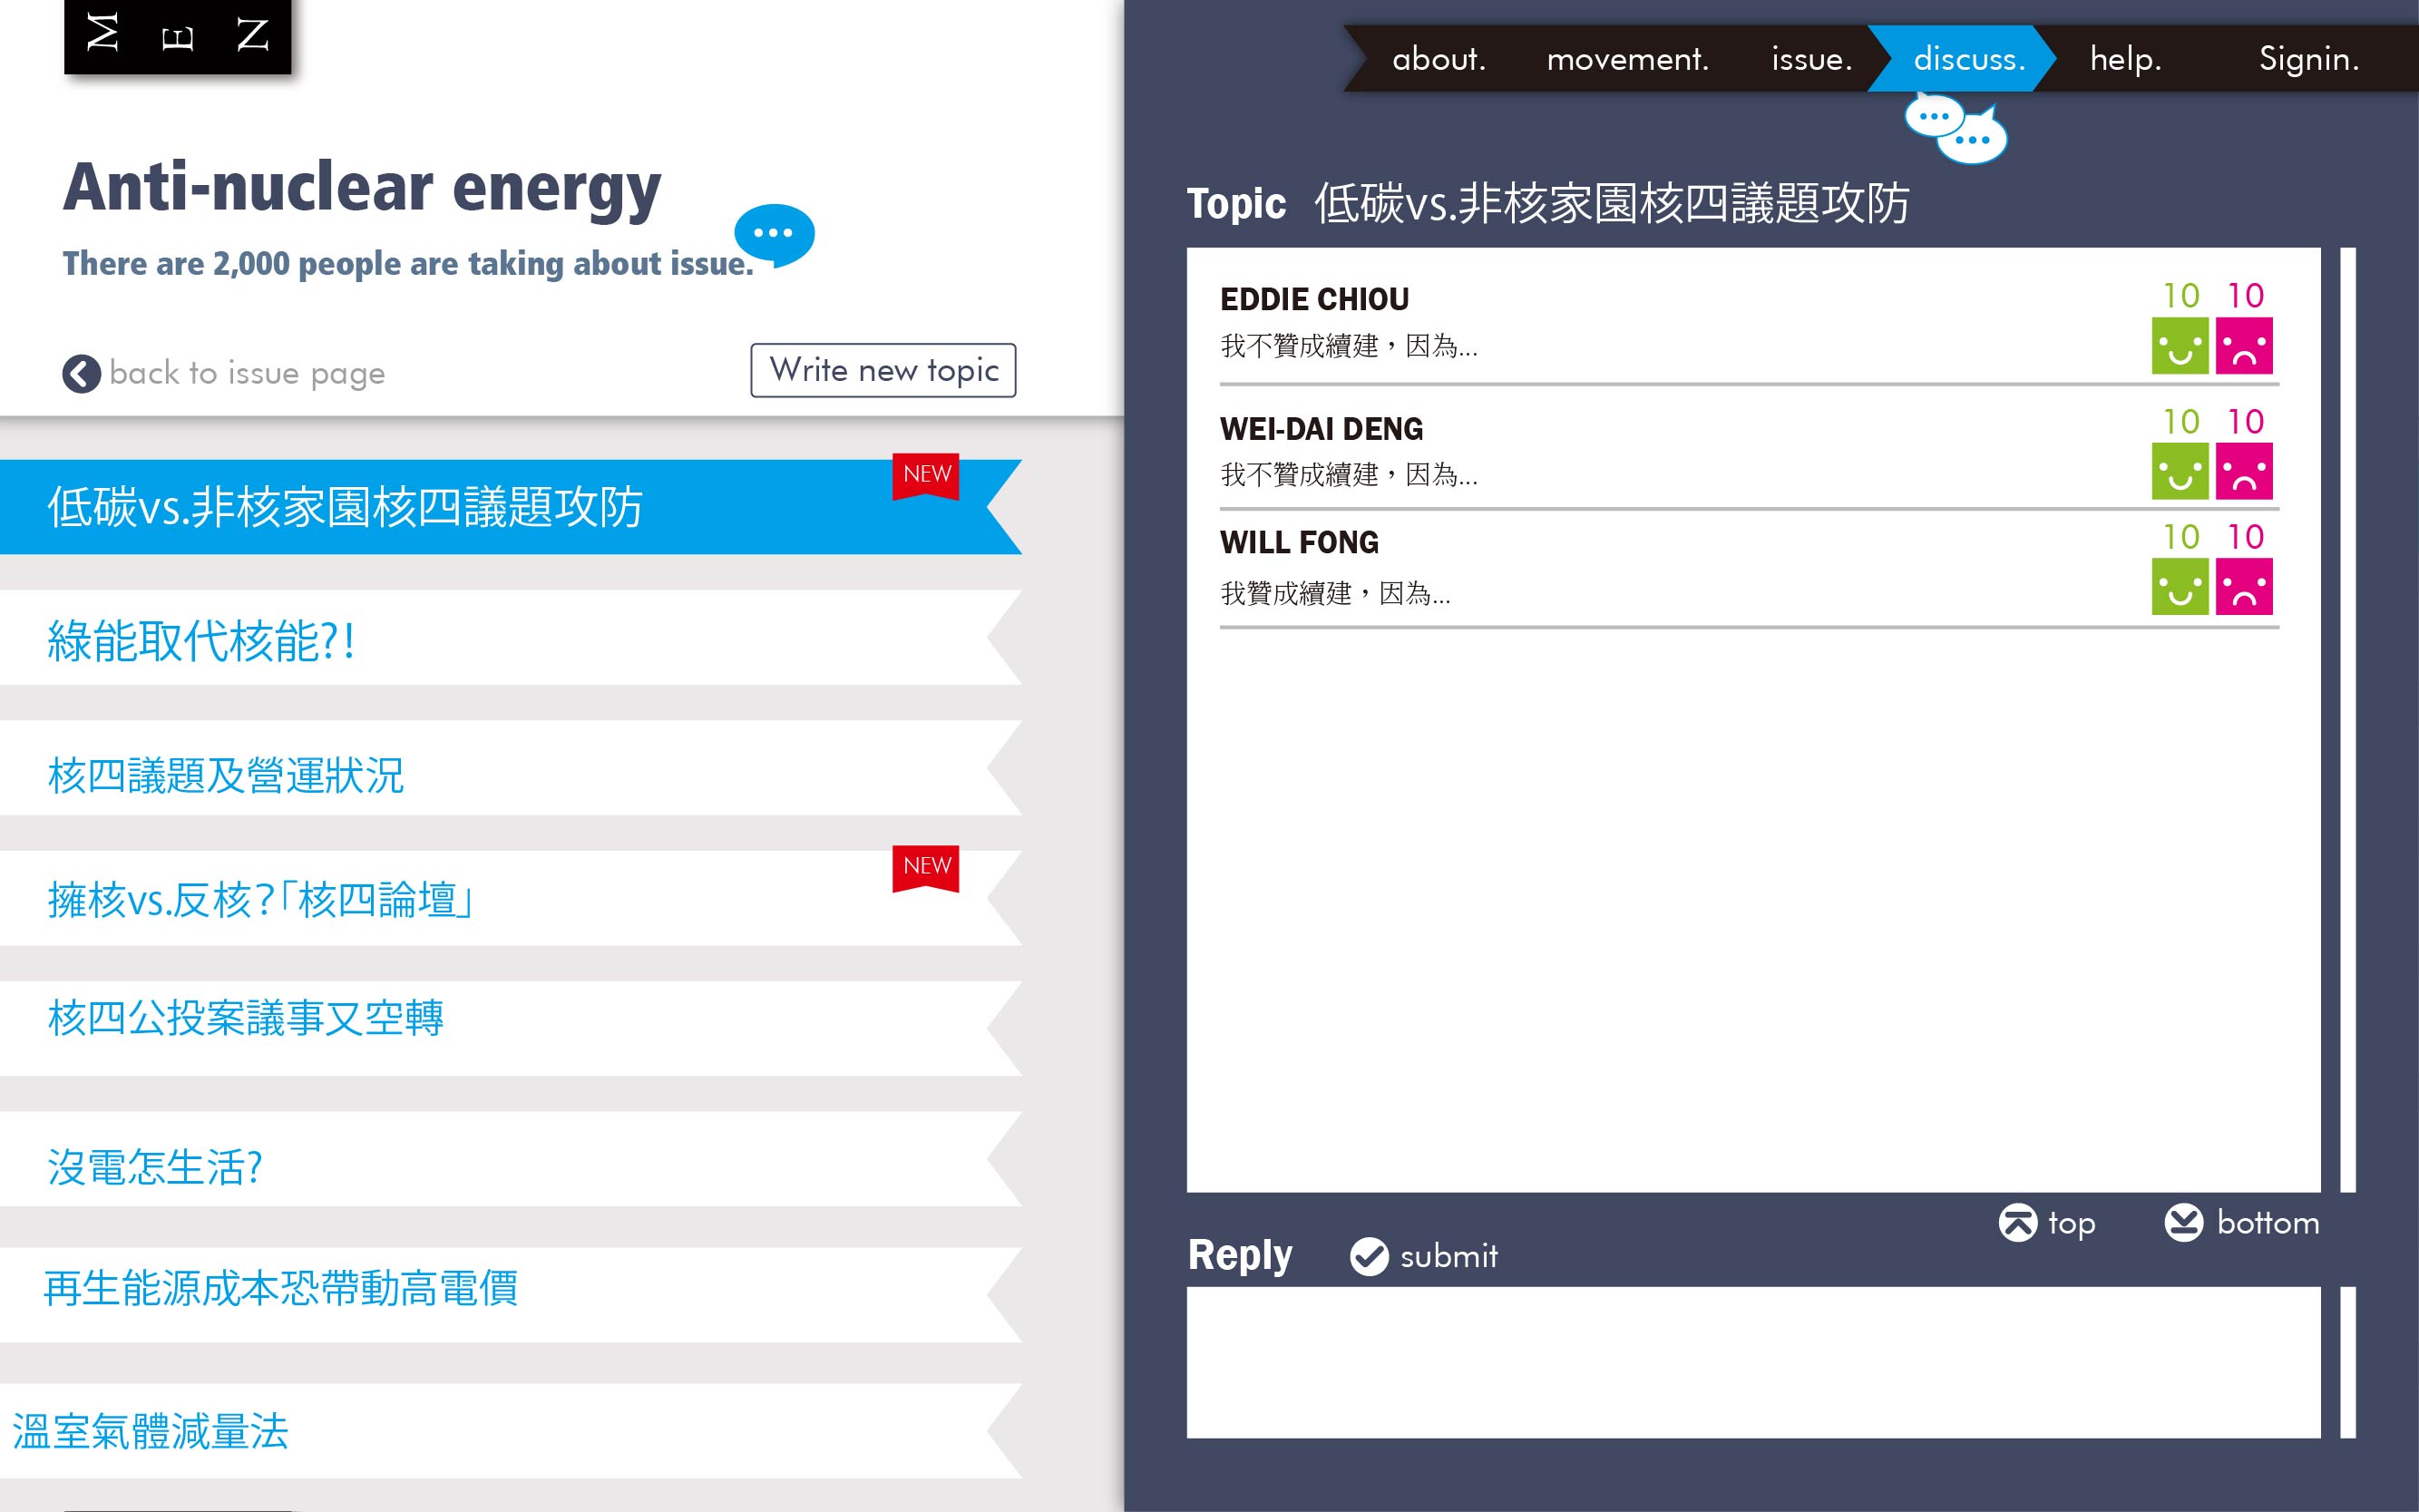 M E N
about. movement. issue. discuss. help. Signin.
Anti-nuclear energy
There are 2,000 people are taking about issue.
back to issue page
Write new topic
低碳vs.非核家園核四議題攻防
NEW
綠能取代核能?!
核四議題及營運狀況
擁核vs.反核?「核四論壇」
NEW
核四公投案議事又空轉
沒電怎生活?
再生能源成本恐帶動高電價
溫室氣體減量法
Topic 低碳vs.非核家園核四議題攻防
EDDIE CHIOU
10 10
我不贊成續建，因為...
WEI-DAI DENG
10 10
我不贊成續建，因為...
WILL FONG
10 10
我贊成續建，因為...
top bottom
Reply submit